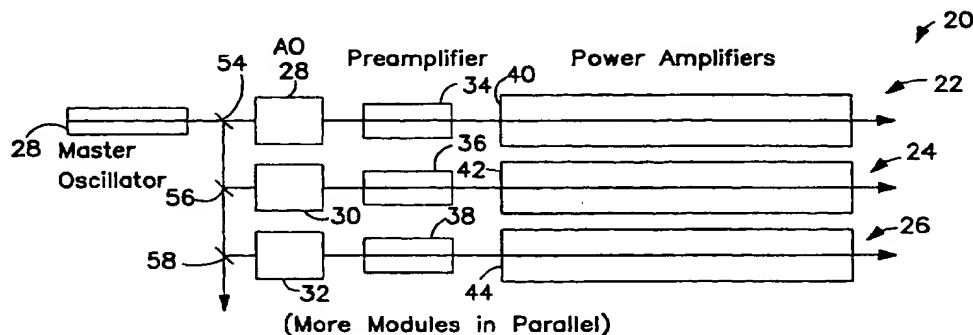 20
AO
28
54
Preamplifier
34
Power Amplifiers
40
22
28 Master
Oscillator
36
42
24
56
30
38
26
58
32
44
(More Modules in Parallel)